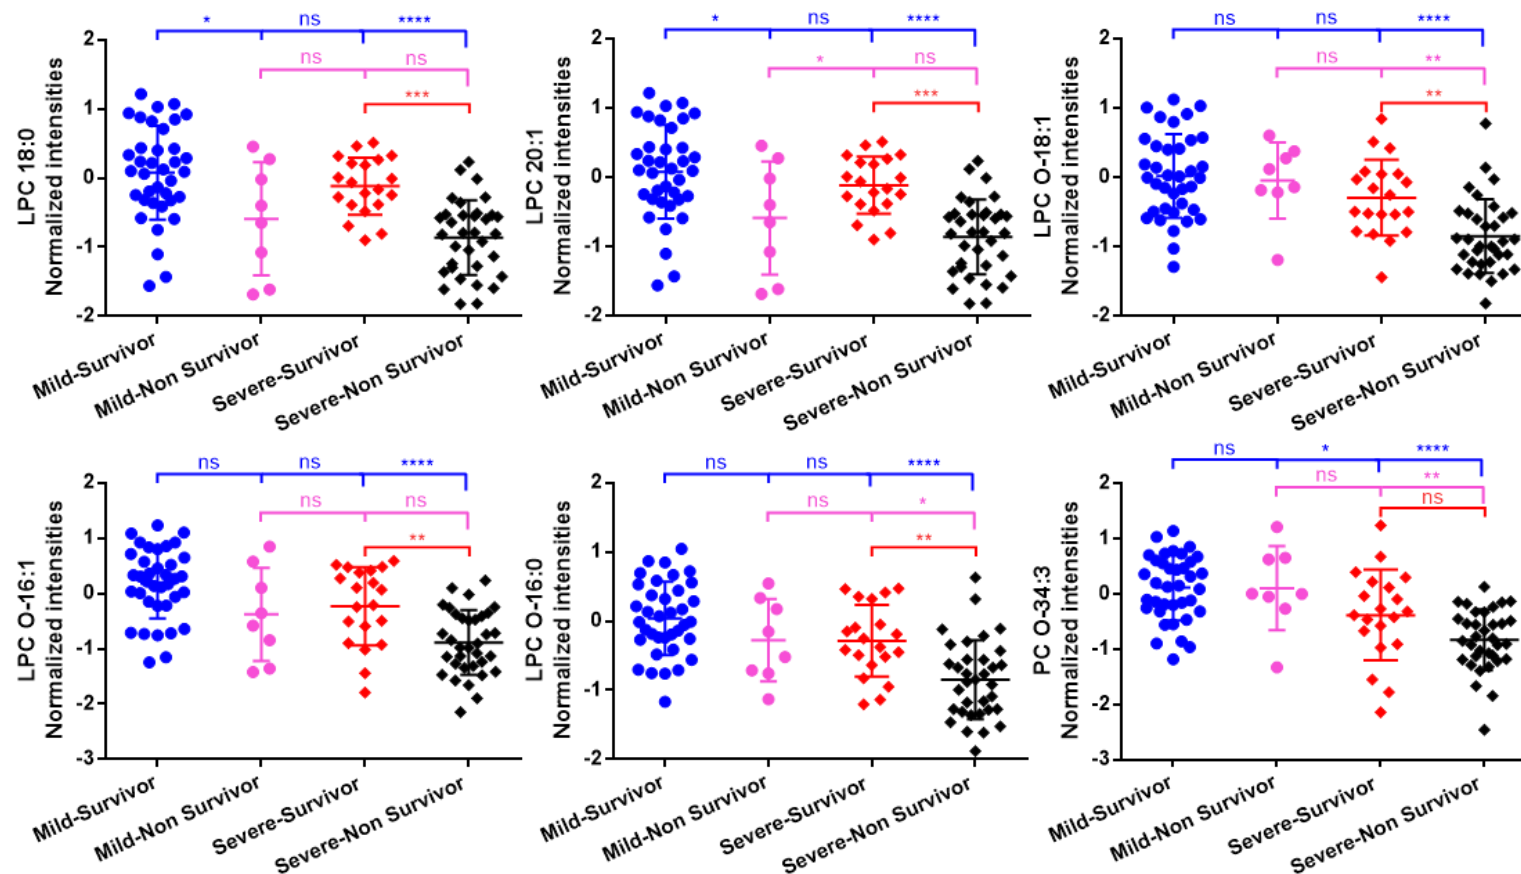 * ns **** * ns **** ns ns ****
ns ns * ns ns **
*** *** **
LPC 18:0
Normalized intensities
2
1
0
-1
-2
Mild-Survivor
Mild-Non Survivor
Severe-Survivor
Severe-Non Survivor
LPC 20:1
Normalized intensities
2
1
0
-1
-2
Mild-Survivor
Mild-Non Survivor
Severe-Survivor
Severe-Non Survivor
LPC O-18:1
Normalized intensities
2
1
0
-1
-2
Mild-Survivor
Mild-Non Survivor
Severe-Survivor
Severe-Non Survivor
ns ns **** ns ns **** ns * ****
ns ns ns * ns **
** ** ns
LPC O-16:1
Normalized intensities
2
1
0
-1
-2
-3
Mild-Survivor
Mild-Non Survivor
Severe-Survivor
Severe-Non Survivor
LPC O-16:0
Normalized intensities
2
1
0
-1
-2
Mild-Survivor
Mild-Non Survivor
Severe-Survivor
Severe-Non Survivor
PC O-34:3
Normalized intensities
2
1
0
-1
-2
-3
Mild-Survivor
Mild-Non Survivor
Severe-Survivor
Severe-Non Survivor